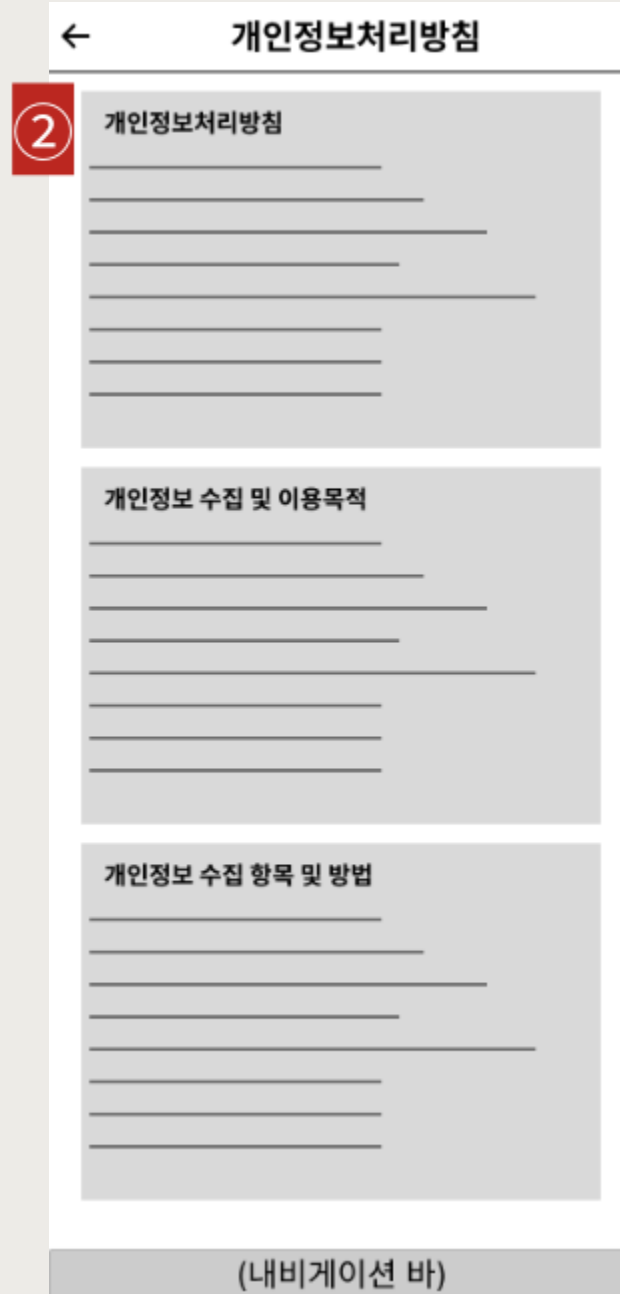 ← 개인정보처리방침
② 개인정보처리방침
개인정보 수집 및 이용목적
개인정보 수집 항목 및 방법
(내비게이션 바)